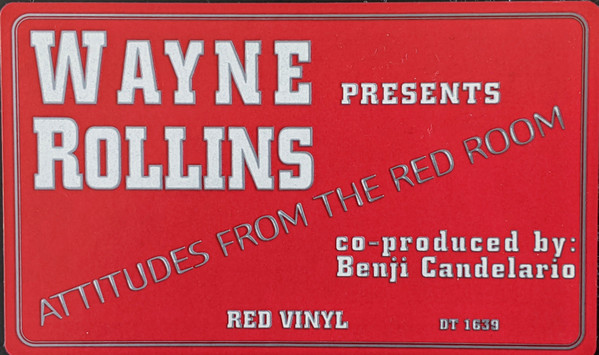 WAYNE
ROLLINS
PRESENTS
ATTITUDES FROM THE RED ROOM
co-produced by:
Benji Candelario
RED VINYL
DT 1639